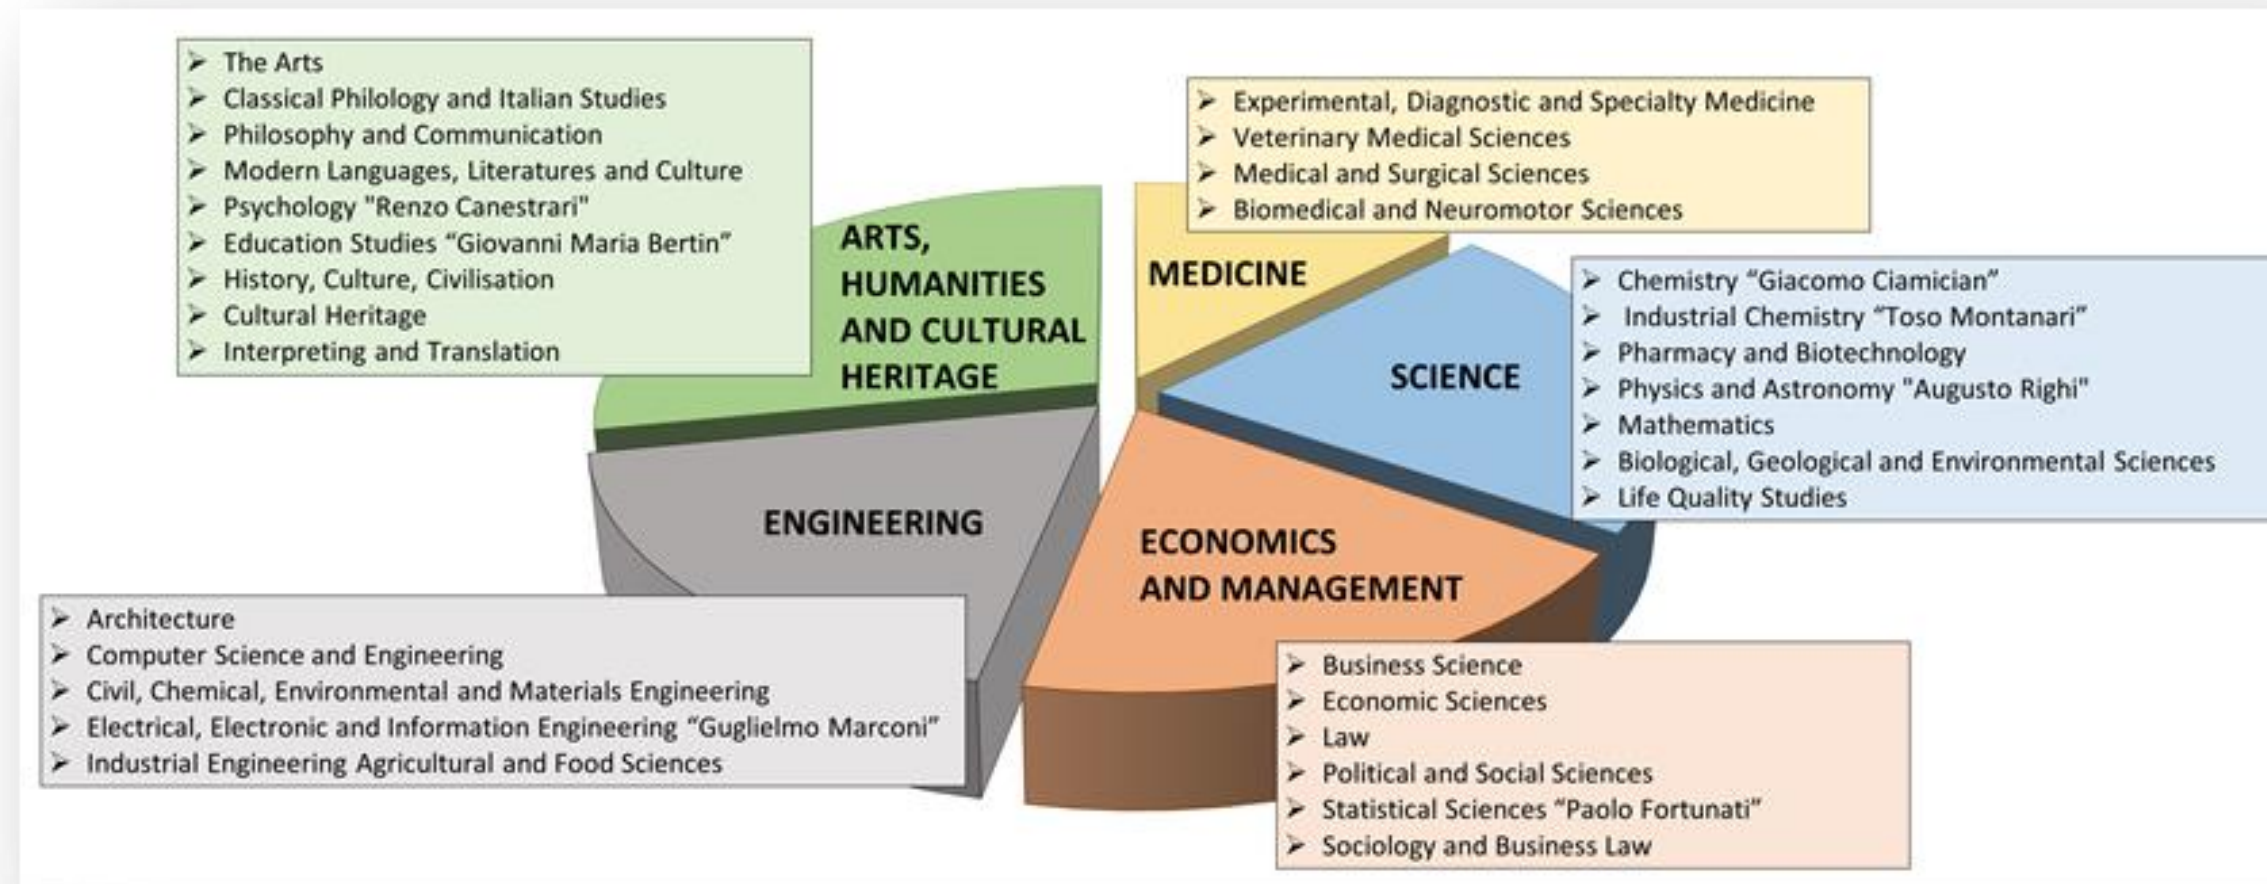 ➢ The Arts
➢ Classical Philology and Italian Studies
➢ Philosophy and Communication
➢ Modern Languages, Literatures and Culture
➢ Psychology "Renzo Canestrari"
➢ Education Studies “Giovanni Maria Bertin”
➢ History, Culture, Civilisation
➢ Cultural Heritage
➢ Interpreting and Translation
ARTS,
HUMANITIES
AND CULTURAL
HERITAGE
➢ Experimental, Diagnostic and Specialty Medicine
➢ Veterinary Medical Sciences
➢ Medical and Surgical Sciences
➢ Biomedical and Neuromotor Sciences
MEDICINE
➢ Chemistry “Giacomo Ciamician”
➢ Industrial Chemistry “Toso Montanari”
➢ Pharmacy and Biotechnology
➢ Physics and Astronomy "Augusto Righi"
➢ Mathematics
➢ Biological, Geological and Environmental Sciences
➢ Life Quality Studies
SCIENCE
ENGINEERING
➢ Architecture
➢ Computer Science and Engineering
➢ Civil, Chemical, Environmental and Materials Engineering
➢ Electrical, Electronic and Information Engineering “Guglielmo Marconi”
➢ Industrial Engineering Agricultural and Food Sciences
ECONOMICS
AND MANAGEMENT
➢ Business Science
➢ Economic Sciences
➢ Law
➢ Political and Social Sciences
➢ Statistical Sciences “Paolo Fortunati”
➢ Sociology and Business Law